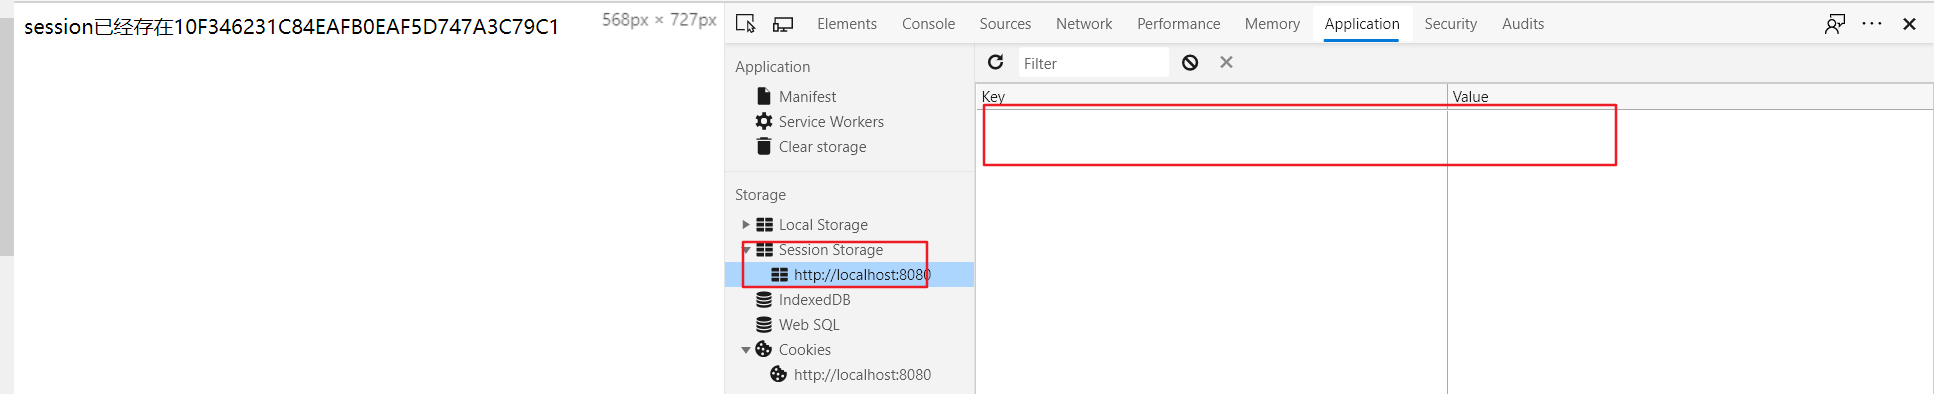 session已经存在10F346231C84EAFB0EAF5D747A3C79C1
568px × 727px
Elements Console Sources Network Performance Memory Application Security Audits
Application
Manifest
Service Workers
Clear storage
Storage
Local Storage
Session Storage
http://localhost:8080
IndexedDB
Web SQL
Cookies
http://localhost:8080
Filter
Key Value